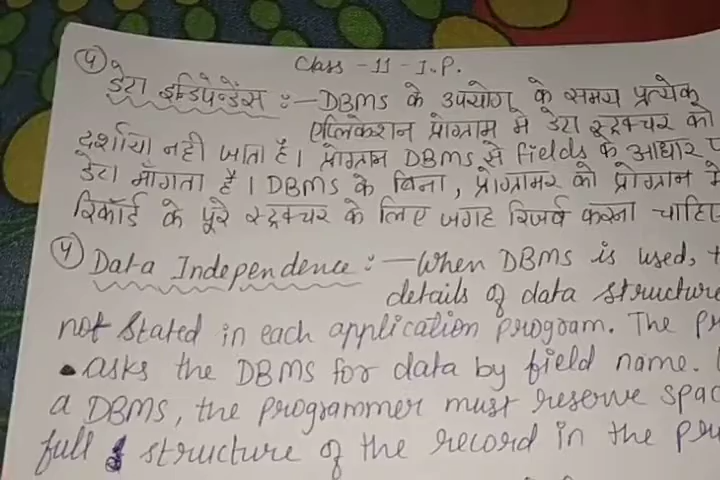 Class - 11 - I.P.
④ डेटा इन्डिपेन्डेंस :— DBMS के उपयोग के समय प्रत्येक
एप्लिकेशन प्रोग्राम में डेटा स्ट्रक्चर को
दर्शाया नही जाता है। प्रोग्राम DBMS से fields के आधार प
डेटा माँगता है। DBMS के बिना, प्रोग्रामर को प्रोग्राम में
रिकॉर्ड के पूरे स्ट्रक्चर के लिए जगह रिजर्व करना चाहिए
④ Data Independence :— When DBMS is used, t
details of data structure
not stated in each application program. The pr
asks the DBMS for data by field name.
a DBMS, the programmer must reserve spac
full structure of the record in the pr